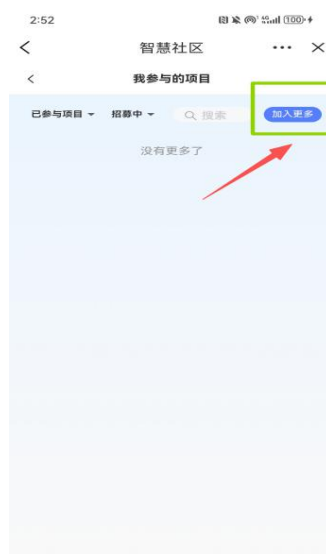 2:52
100
智慧社区
我参与的项目
已参与项目 招募中 搜索 加入更多
没有更多了